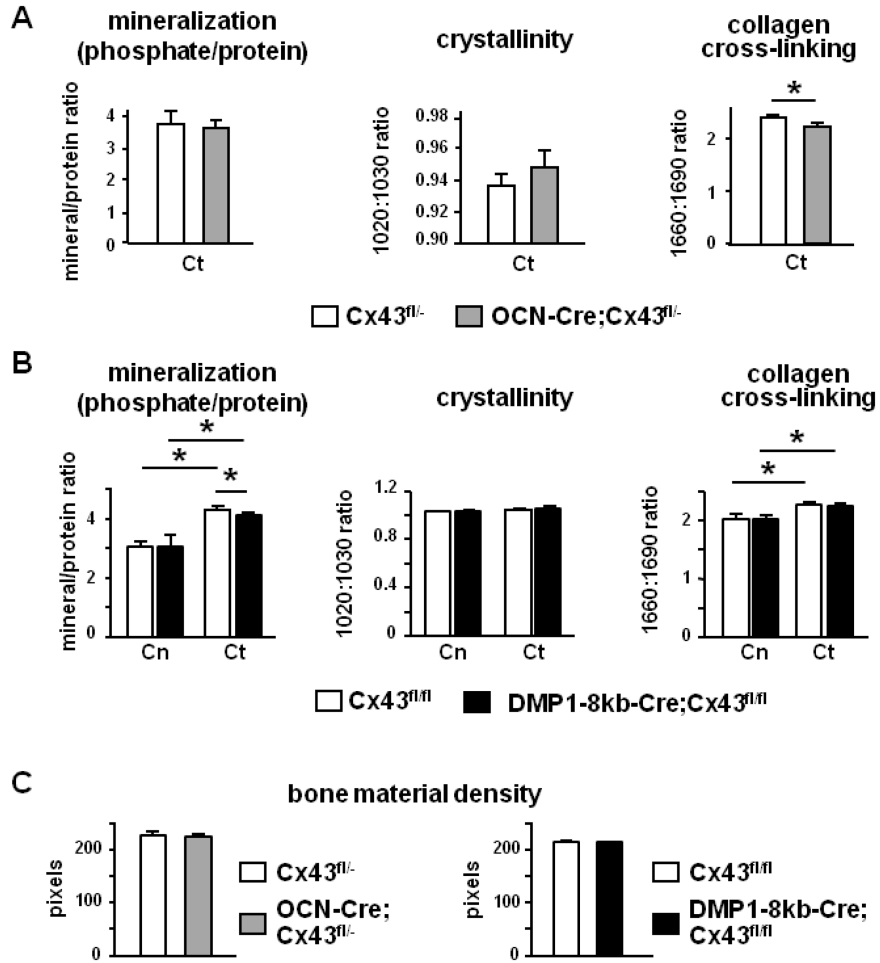 A
mineralization
(phosphate/protein)
crystallinity
collagen
cross-linking
mineral/protein ratio
4
3
2
1
0
Ct
1020:1030 ratio
0.98
0.96
0.94
0.92
0.90
Ct
1660:1690 ratio
2
1
0
*
Ct
Cx43fl/-
OCN-Cre;Cx43fl/-
B
mineralization
(phosphate/protein)
crystallinity
collagen
cross-linking
mineral/protein ratio
4
2
0
*
*
*
Cn Ct
1020:1030 ratio
1.2
0.8
0.4
0
Cn Ct
1660:1690 ratio
2
1
0
*
*
Cn Ct
Cx43fl/fl
DMP1-8kb-Cre;Cx43fl/fl
C
bone material density
pixels
200
100
0
Cx43fl/-
OCN-Cre;
Cx43fl/-
pixels
200
100
0
Cx43fl/fl
DMP1-8kb-Cre;
Cx43fl/fl